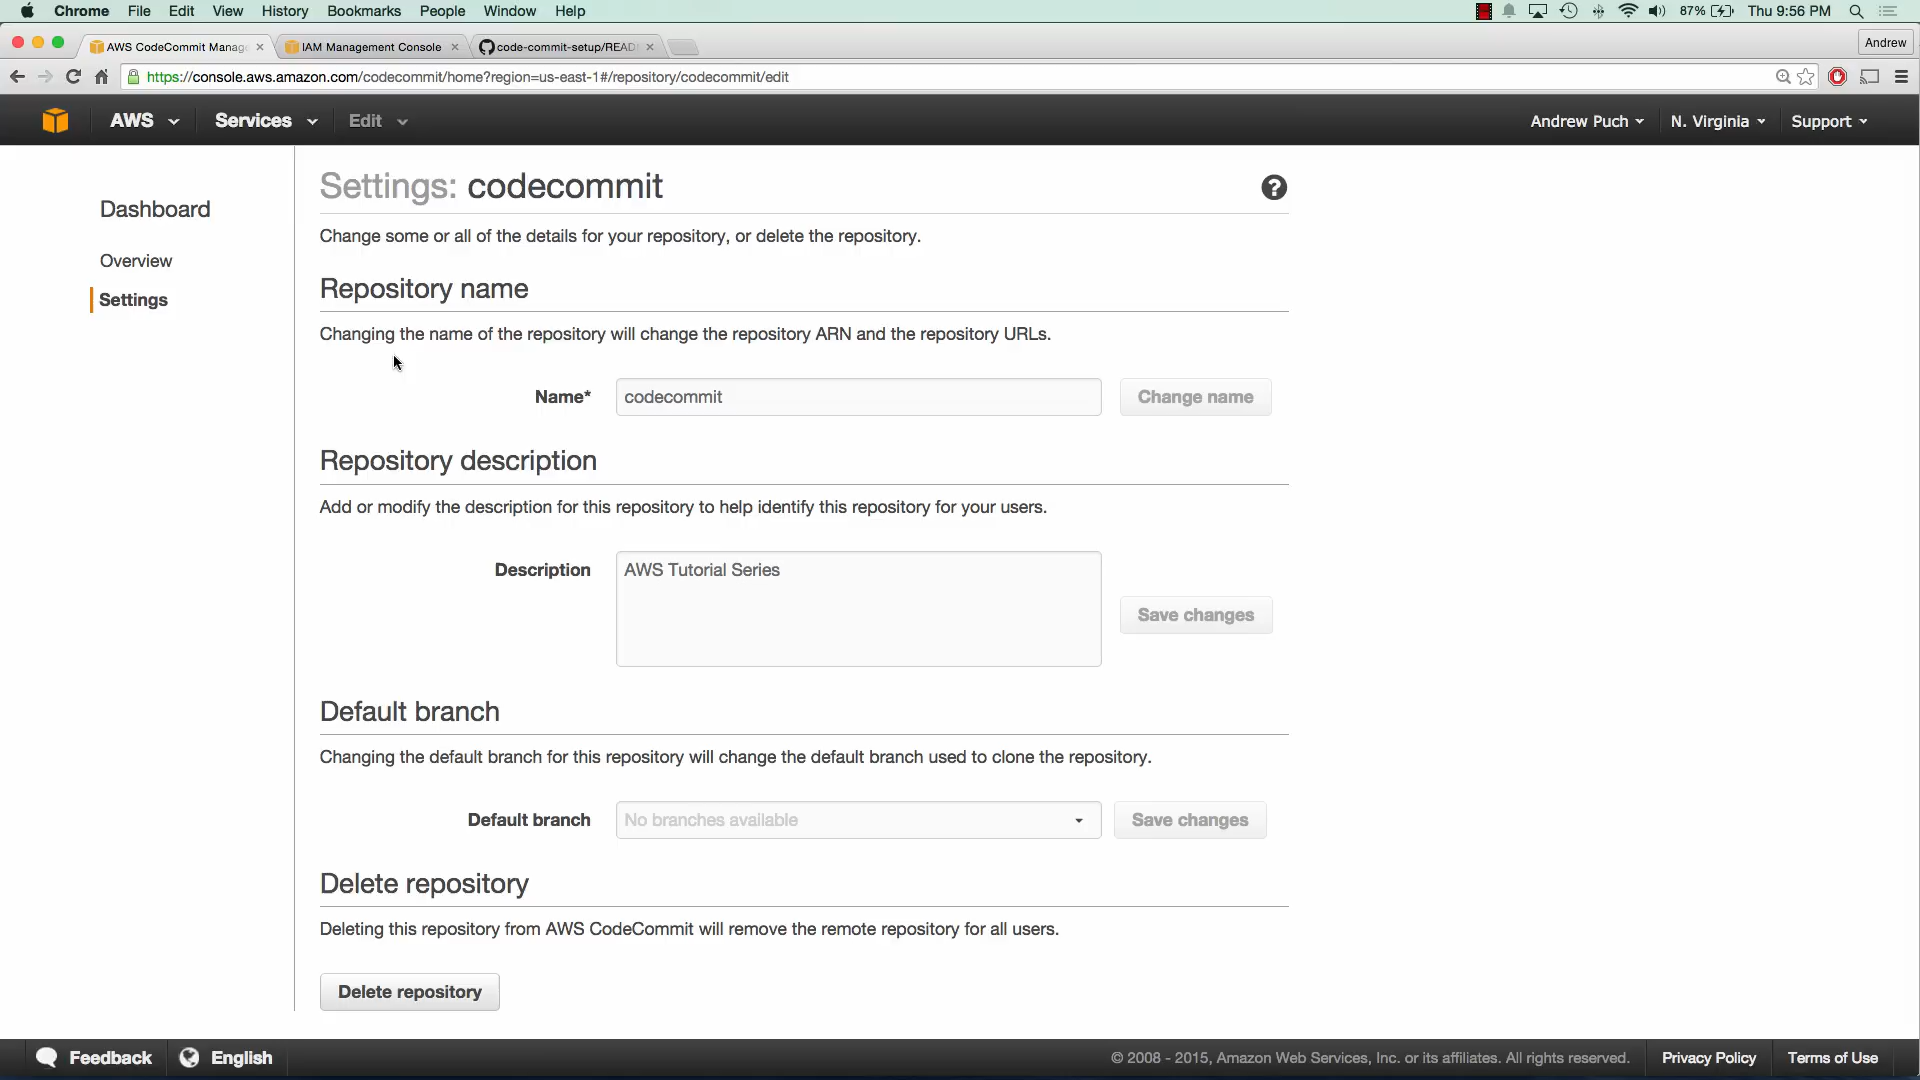 Chrome File Edit View History Bookmarks People Window Help 87% Thu 9:56 PM
AWS CodeCommit Manag IAM Management Console code-commit-setup/READ Andrew
https://console.aws.amazon.com/codecommit/home?region=us-east-1#/repository/codecommit/edit
AWS Services Edit Andrew Puch N. Virginia Support
Dashboard
Overview
Settings
Settings: codecommit ?
Change some or all of the details for your repository, or delete the repository.
Repository name
Changing the name of the repository will change the repository ARN and the repository URLs.
Name* codecommit Change name
Repository description
Add or modify the description for this repository to help identify this repository for your users.
Description AWS Tutorial Series
Save changes
Default branch
Changing the default branch for this repository will change the default branch used to clone the repository.
Default branch No branches available Save changes
Delete repository
Deleting this repository from AWS CodeCommit will remove the remote repository for all users.
Delete repository
Feedback English © 2008 - 2015, Amazon Web Services, Inc. or its affiliates. All rights reserved. Privacy Policy Terms of Use